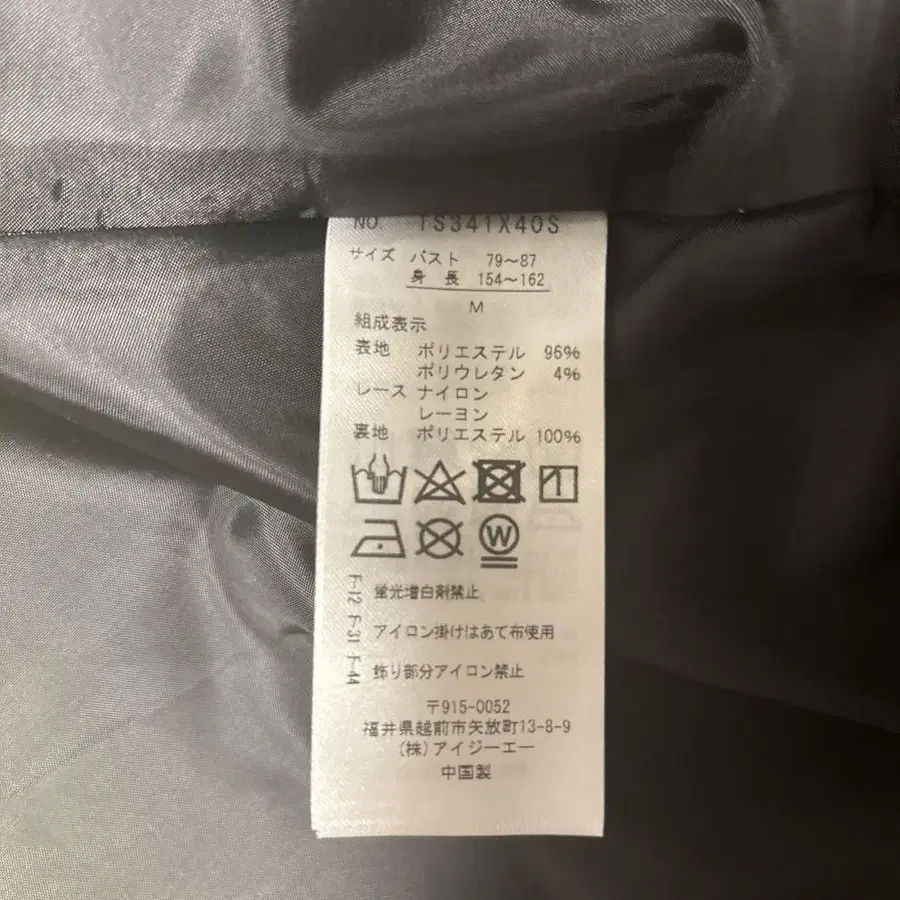 NO. TS341X40S
サイズ バスト 79〜87
身長 154〜162
M
組成表示
表地 ポリエステル 96%
ポリウレタン 4%
レース ナイロン
レーヨン
裏地 ポリエステル 100%
W
F-12 蛍光増白剤禁止
F-31 アイロン掛けはあて布使用
F-44 飾り部分アイロン禁止
〒915-0052
福井県越前市矢放町13-8-9
(株)アイジーエー
中国製